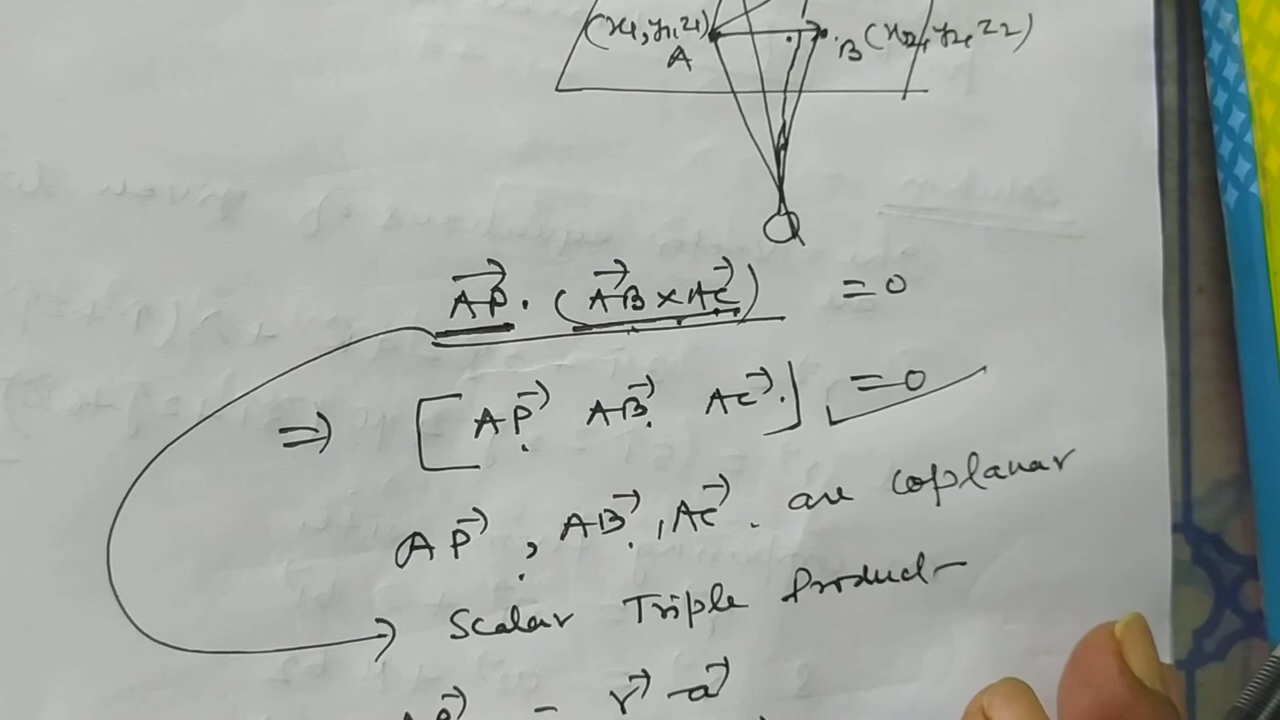 (x1, y1, z1)
A
B (x2, y2, z2)
O
AP→ · (AB→ × AC→) = 0
⇒ [AP→ AB→ AC→] = 0
AP→, AB→, AC→ are coplanar
→ Scalar Triple Product
AP→ = r→ - a→